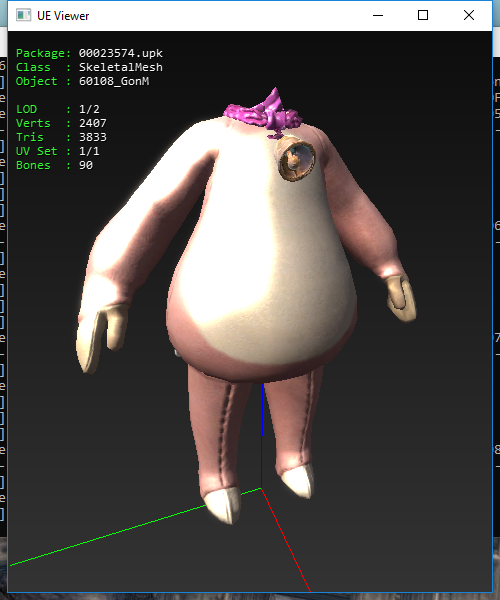 UE Viewer
Package: 00023574.upk
Class : SkeletalMesh
Object : 60108_GonM
LOD : 1/2
Verts : 2407
Tris : 3833
UV Set : 1/1
Bones : 90